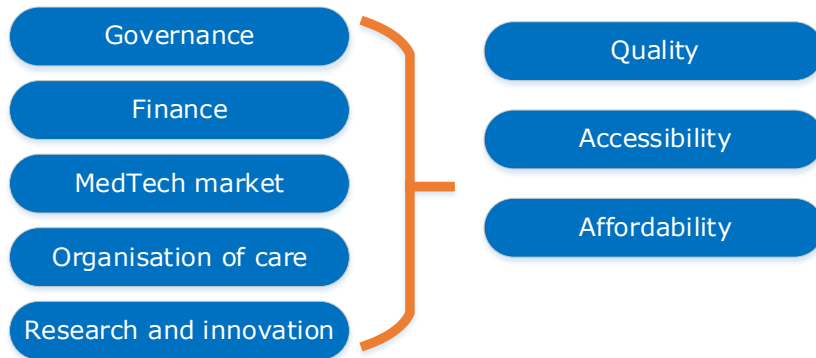 Governance
Finance
MedTech market
Organisation of care
Research and innovation
Quality
Accessibility
Affordability